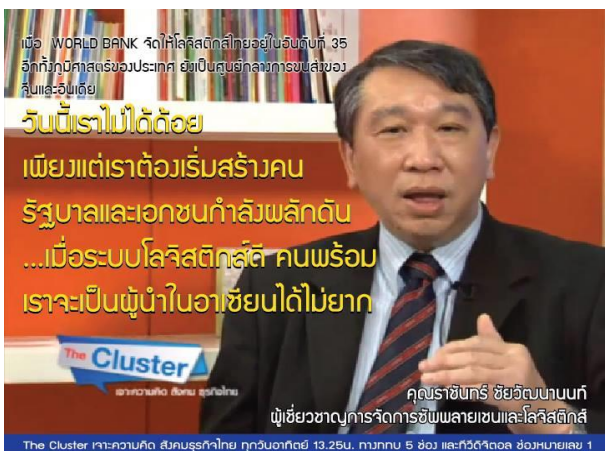 เมื่อ WORLD BANK จัดให้โลจิสติกส์ไทยอยู่ในอันดับที่ 35
อีกทั้งภูมิศาสตร์ของประเทศ ยังเป็นศูนย์กลางการขนส่งของ
จีนและอินเดีย
วันนี้เราไม่ได้ด้อย
เพียงแต่เราต้องเริ่มสร้างคน
รัฐบาลและเอกชนกำลังผลักดัน
...เมื่อระบบโลจิสติกส์ดี คนพร้อม
เราจะเป็นผู้นำในอาเซียนได้ไม่ยาก
The Cluster
เจาะความคิด สังคม ธุรกิจไทย
คุณราชันทร์ ชัยวัฒนานนท์
ผู้เชี่ยวชาญการจัดการซัพพลายเชนและโลจิสติกส์
The Cluster เจาะความคิด สังคมธุรกิจไทย ทุกวันอาทิตย์ 13.25น. ทางททบ 5 ช่อง และทีวีดิจิตอล ช่องหมายเลข 1